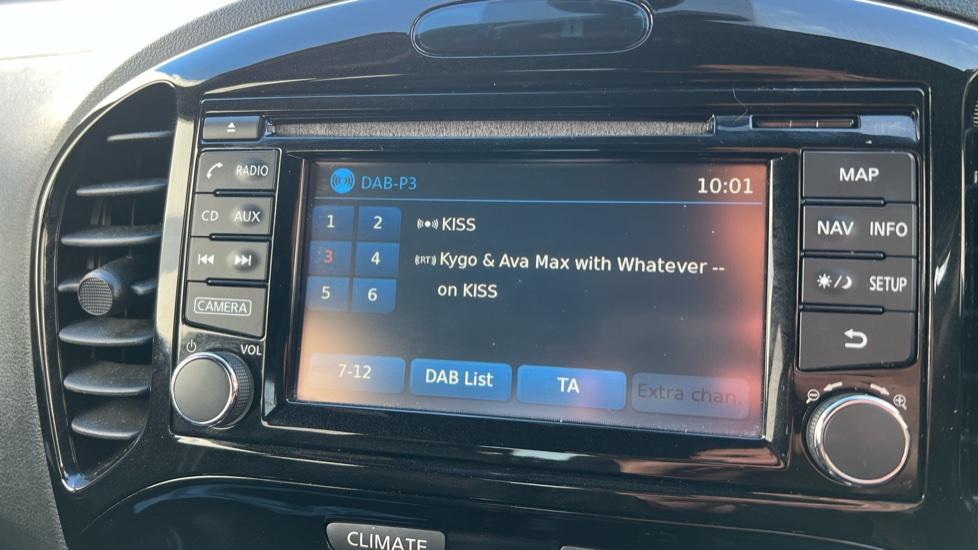 DAB-P3 10:01
RADIO
MAP
1 2 KISS
CD AUX
NAV INFO
3 4 (RT) Kygo & Ava Max with Whatever --
on KISS
5 6
SETUP
CAMERA
VOL
7-12 DAB List TA Extra chan.
CLIMATE